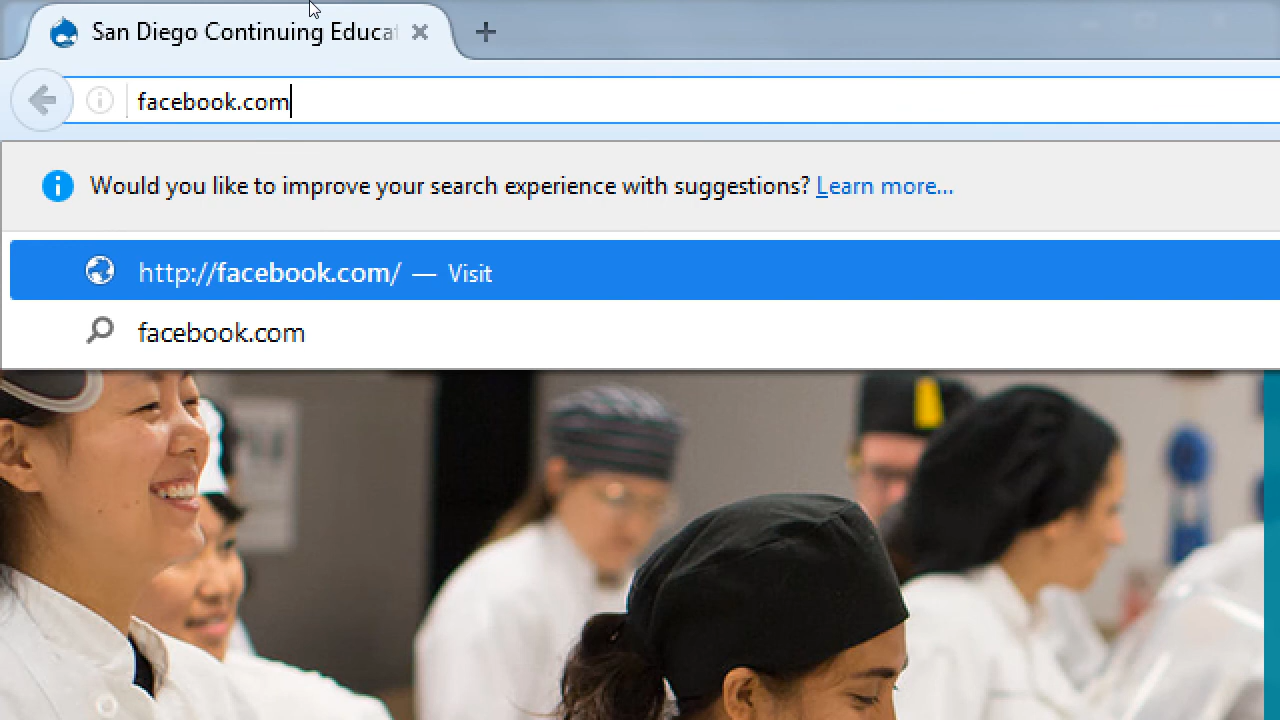 San Diego Continuing Educat
facebook.com
Would you like to improve your search experience with suggestions? Learn more...
http://facebook.com/ — Visit
facebook.com